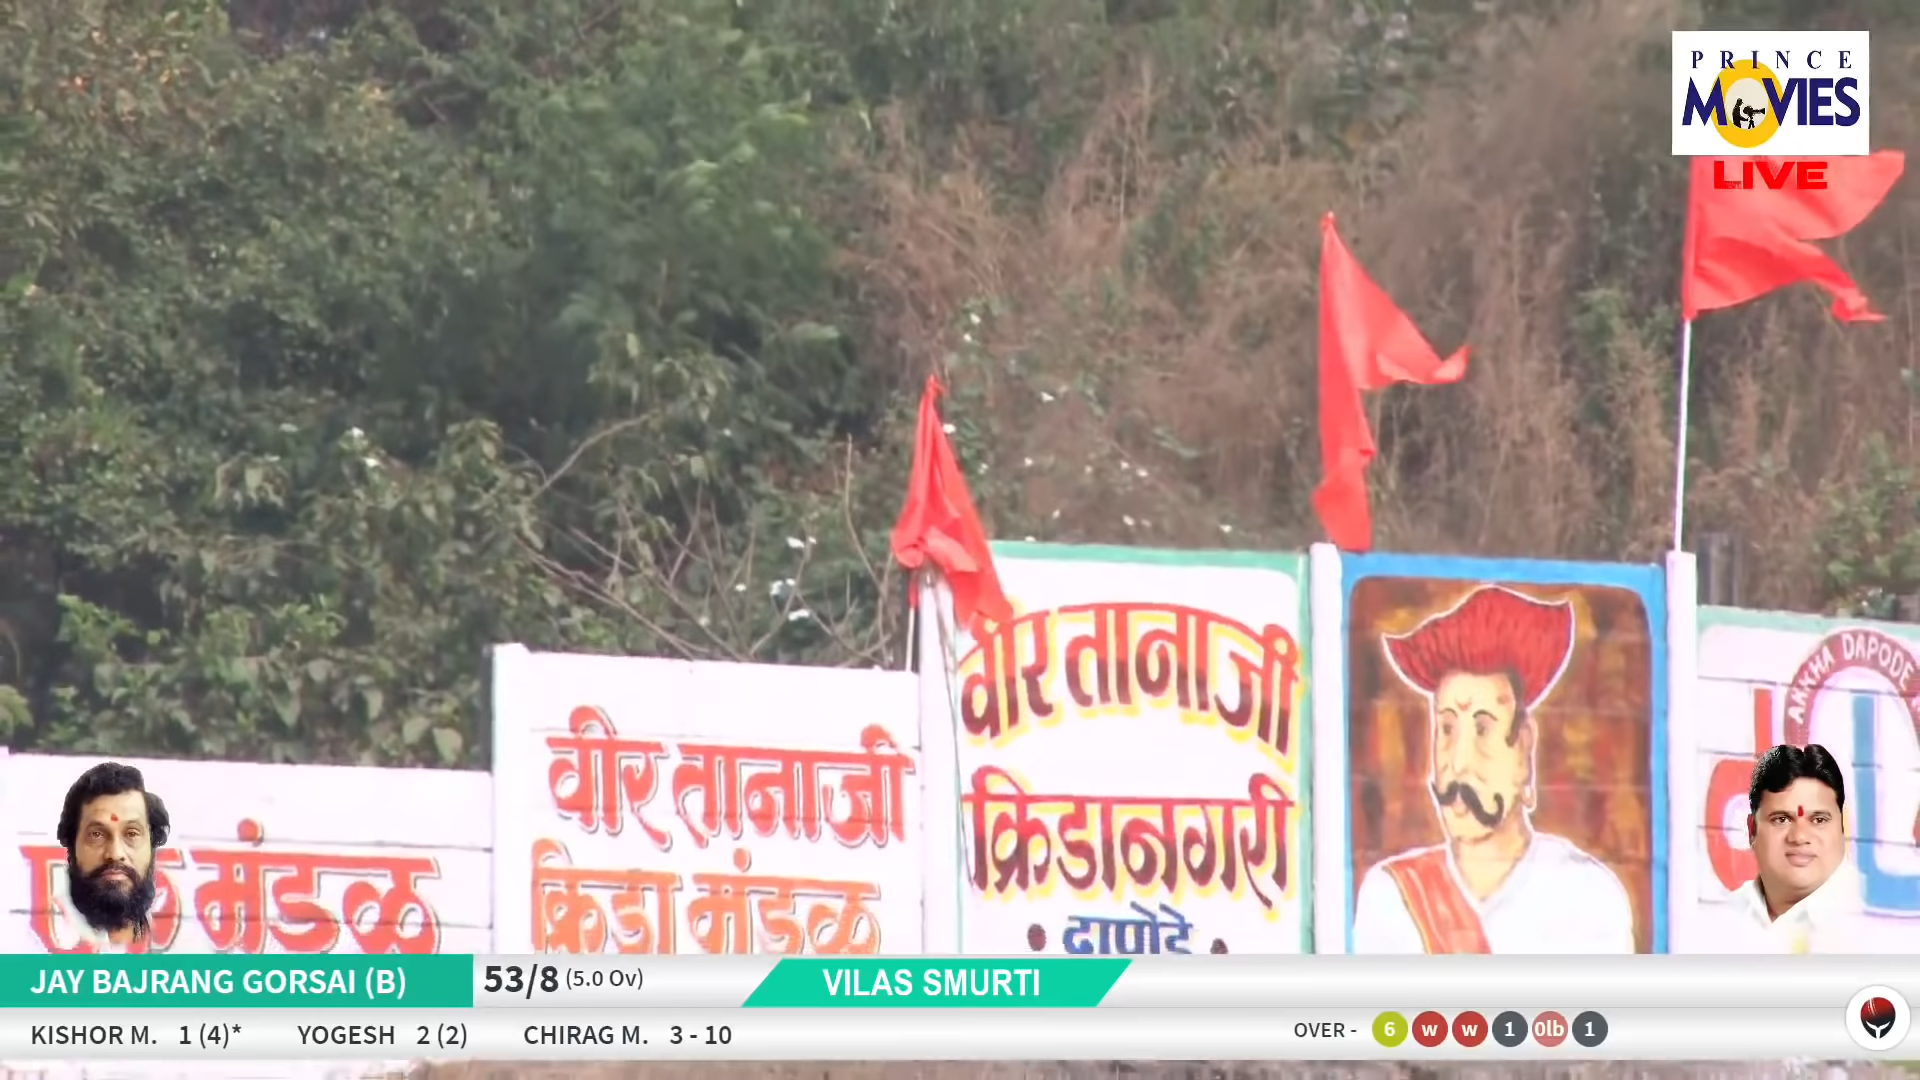 PRINCE
MOVIES
LIVE
वीर तानाजी
क्रिडानगरी
वीर तानाजी
क्रिडा मंडळ
मंडळ
DAPODE
JAY BAJRANG GORSAI (B)
53/8 (5.0 Ov)
VILAS SMURTI
KISHOR M. 1 (4)* YOGESH 2 (2) CHIRAG M. 3 - 10
OVER - 6 w w 1 0lb 1